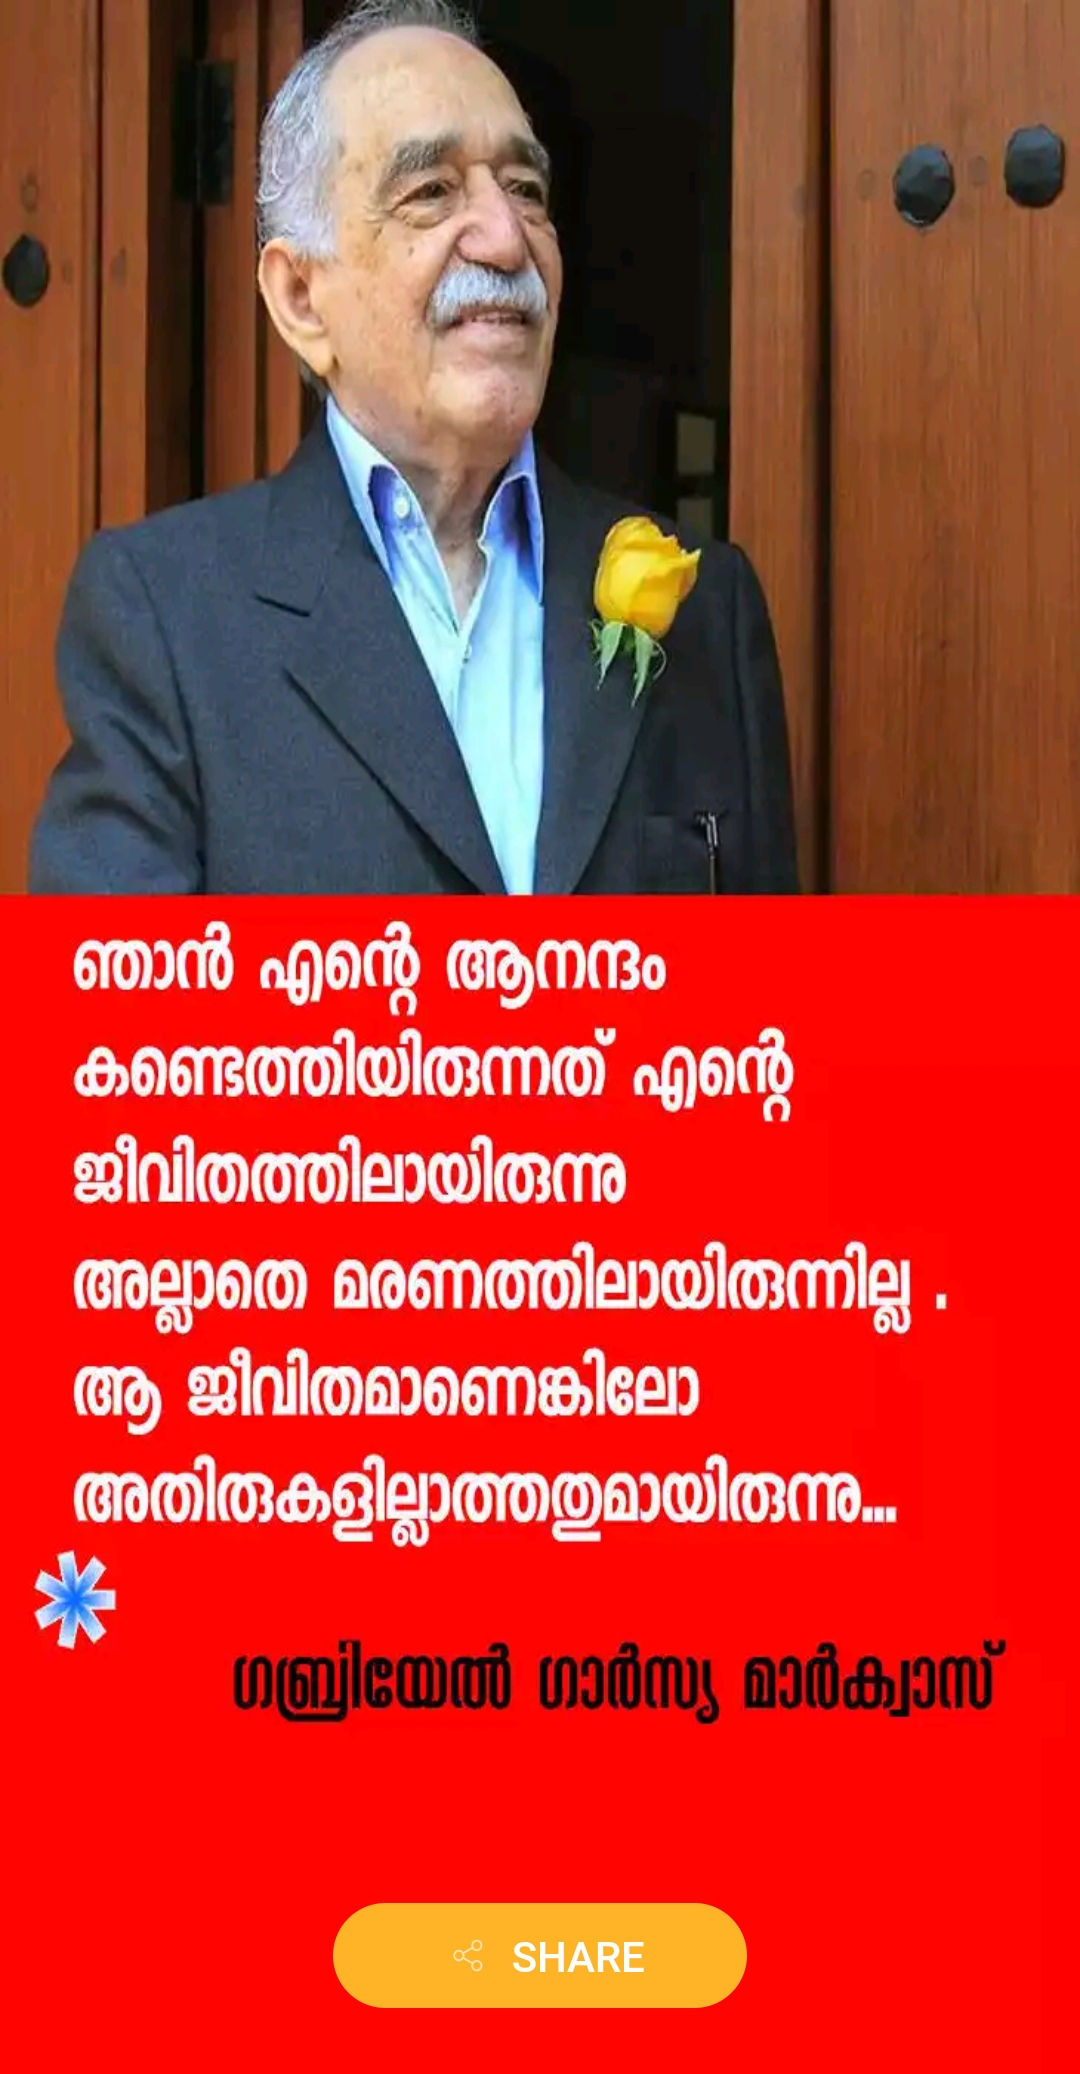 ഞാൻ എന്റെ ആനന്ദം
കണ്ടെത്തിയിരുന്നത് എന്റെ
ജീവിതത്തിലായിരുന്നു
അല്ലാതെ മരണത്തിലായിരുന്നില്ല .
ആ ജീവിതമാണെങ്കിലോ
അതിരുകളില്ലാത്തതുമായിരുന്നു...
ഗബ്രിയേൽ ഗാർസ്യ മാർക്വാസ്
SHARE